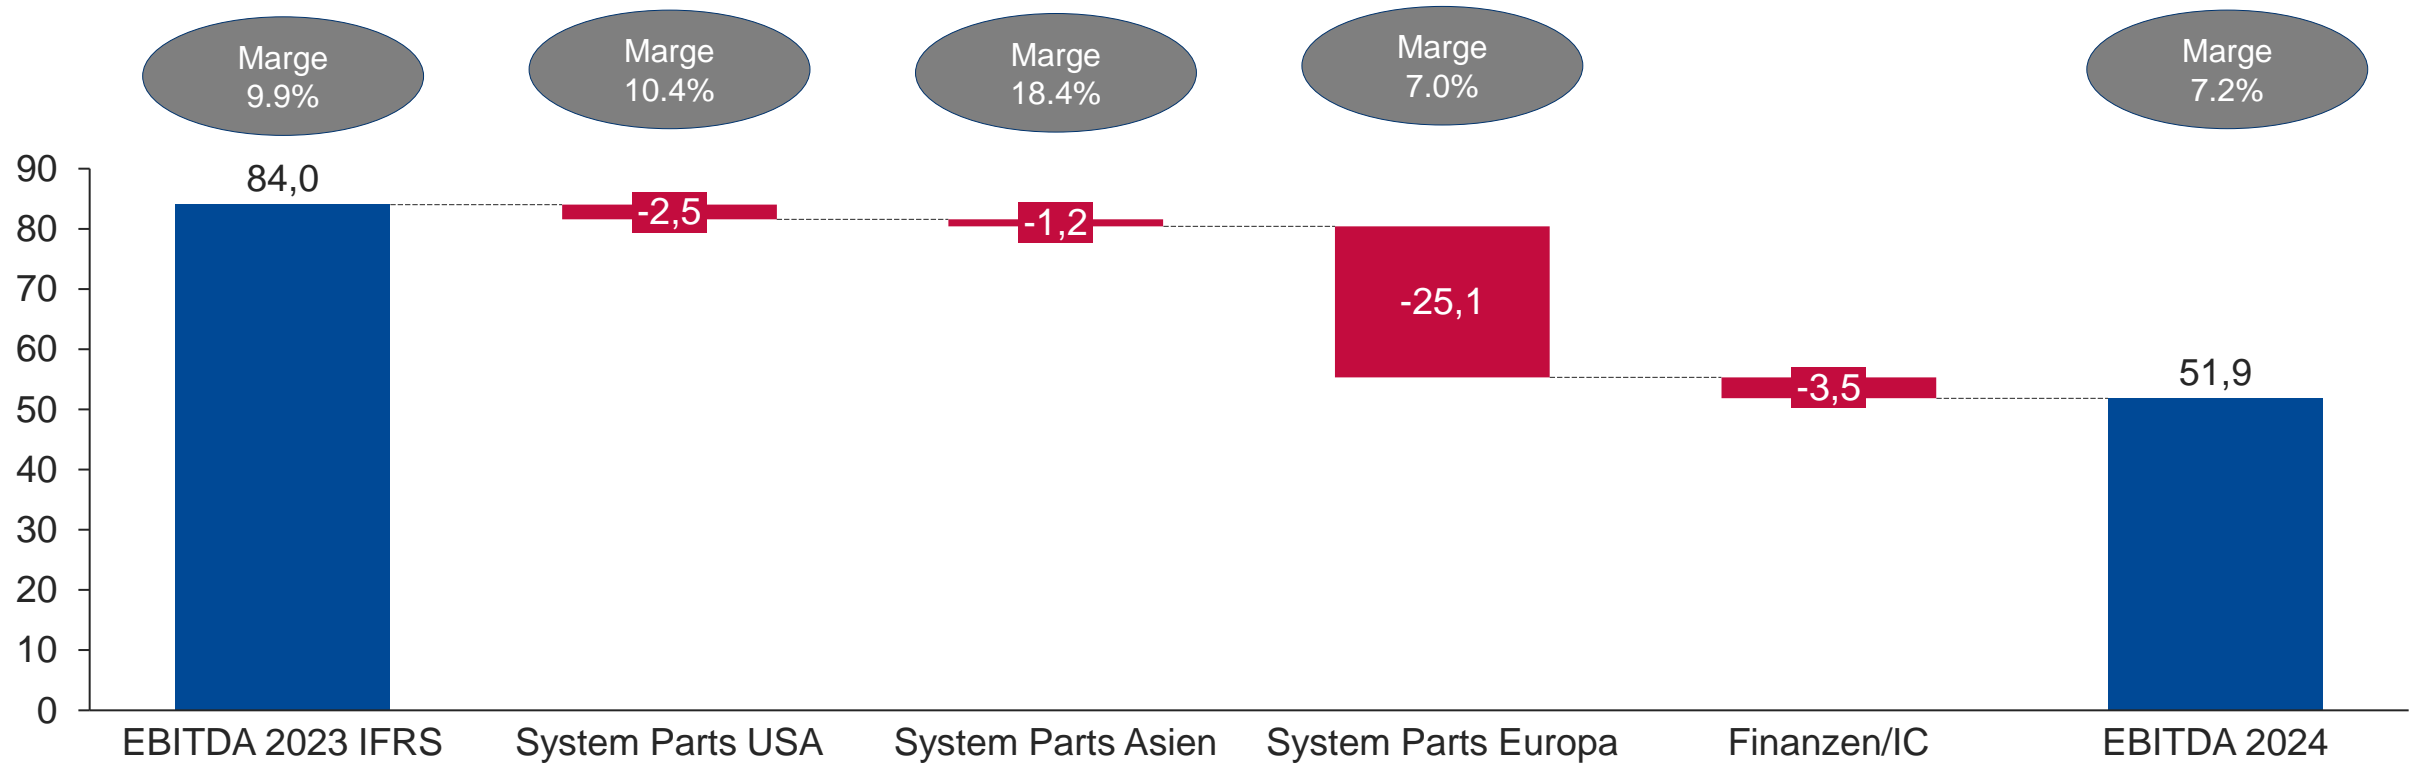 Marge
9.9%
Marge
10.4%
Marge
18.4%
Marge
7.0%
Marge
7.2%
90
80
70
60
50
40
30
20
10
0
84,0
-2,5
-1,2
-25,1
-3,5
51,9
EBITDA 2023 IFRS
System Parts USA
System Parts Asien
System Parts Europa
Finanzen/IC
EBITDA 2024